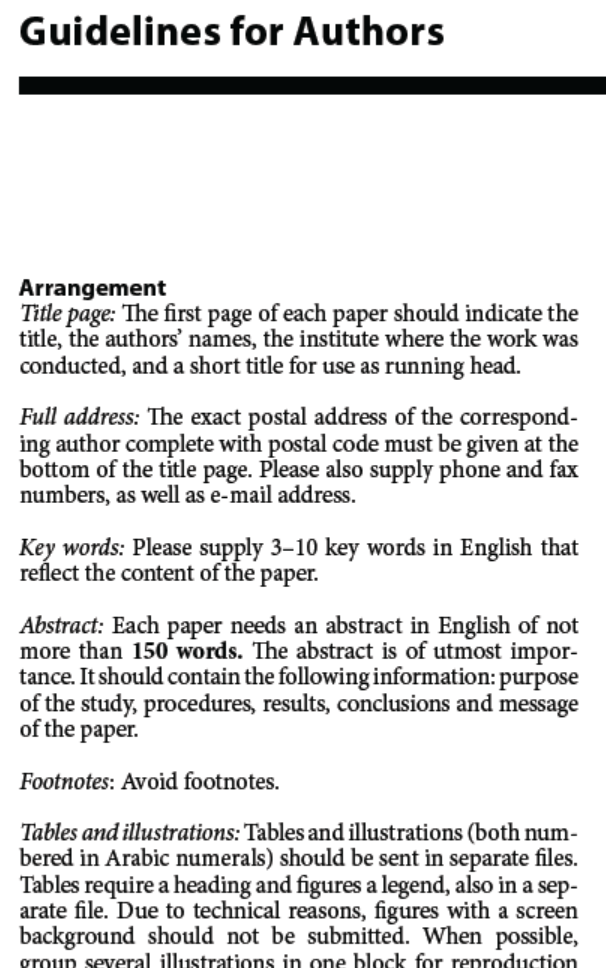 Guidelines for Authors
Arrangement
Title page: The first page of each paper should indicate the
title, the authors’ names, the institute where the work was
conducted, and a short title for use as running head.
Full address: The exact postal address of the correspond-
ing author complete with postal code must be given at the
bottom of the title page. Please also supply phone and fax
numbers, as well as e-mail address.
Key words: Please supply 3–10 key words in English that
reflect the content of the paper.
Abstract: Each paper needs an abstract in English of not
more than 150 words. The abstract is of utmost impor-
tance. It should contain the following information: purpose
of the study, procedures, results, conclusions and message
of the paper.
Footnotes: Avoid footnotes.
Tables and illustrations: Tables and illustrations (both num-
bered in Arabic numerals) should be sent in separate files.
Tables require a heading and figures a legend, also in a sep-
arate file. Due to technical reasons, figures with a screen
background should not be submitted. When possible,
group several illustrations in one block for reproduction